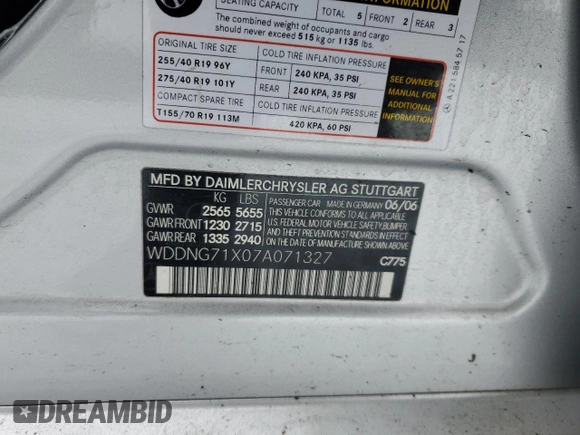 INFORMATION
SEATING CAPACITY TOTAL 5 FRONT 2 REAR 3
The combined weight of occupants and cargo
should never exceed 515 kg or 1135 lbs.
ORIGINAL TIRE SIZE COLD TIRE INFLATION PRESSURE
255/40 R19 96Y FRONT 240 KPA, 35 PSI
275/40 R19 101Y REAR 240 KPA, 35 PSI
COMPACT SPARE TIRE COLD TIRE INFLATION PRESSURE
T155/70 R19 113M 420 KPA, 60 PSI
SEE OWNER'S
MANUAL FOR
ADDITIONAL
INFORMATION
A 221 584 57 17
MFD BY DAIMLERCHRYSLER AG STUTTGART
KG LBS
GVWR 2565 5655
GAWR FRONT 1230 2715
GAWR REAR 1335 2940
PASSENGER CAR MADE IN GERMANY 06/06
THIS VEHICLE CONFORMS TO ALL APPLICABLE
U.S. FEDERAL MOTOR VEHICLE SAFETY, BUMPER
AND THEFT PREVENTION STANDARDS IN EFFECT
ON THE DATE OF MANUFACTURE SHOWN ABOVE.
WDDNG71X07A071327 C775
DREAMBID